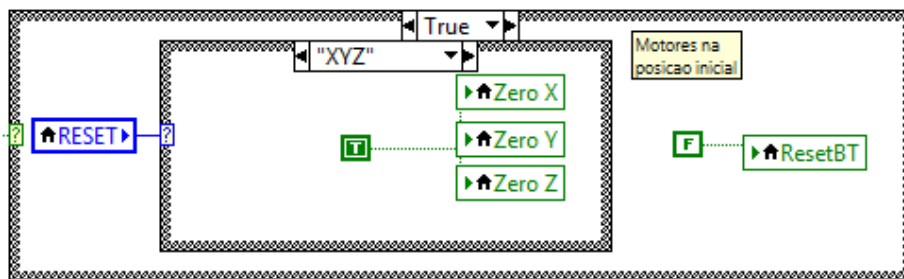 True
"XYZ"
Motores na
posicao inicial
Zero X
? RESET ? T Zero Y F ResetBT
Zero Z